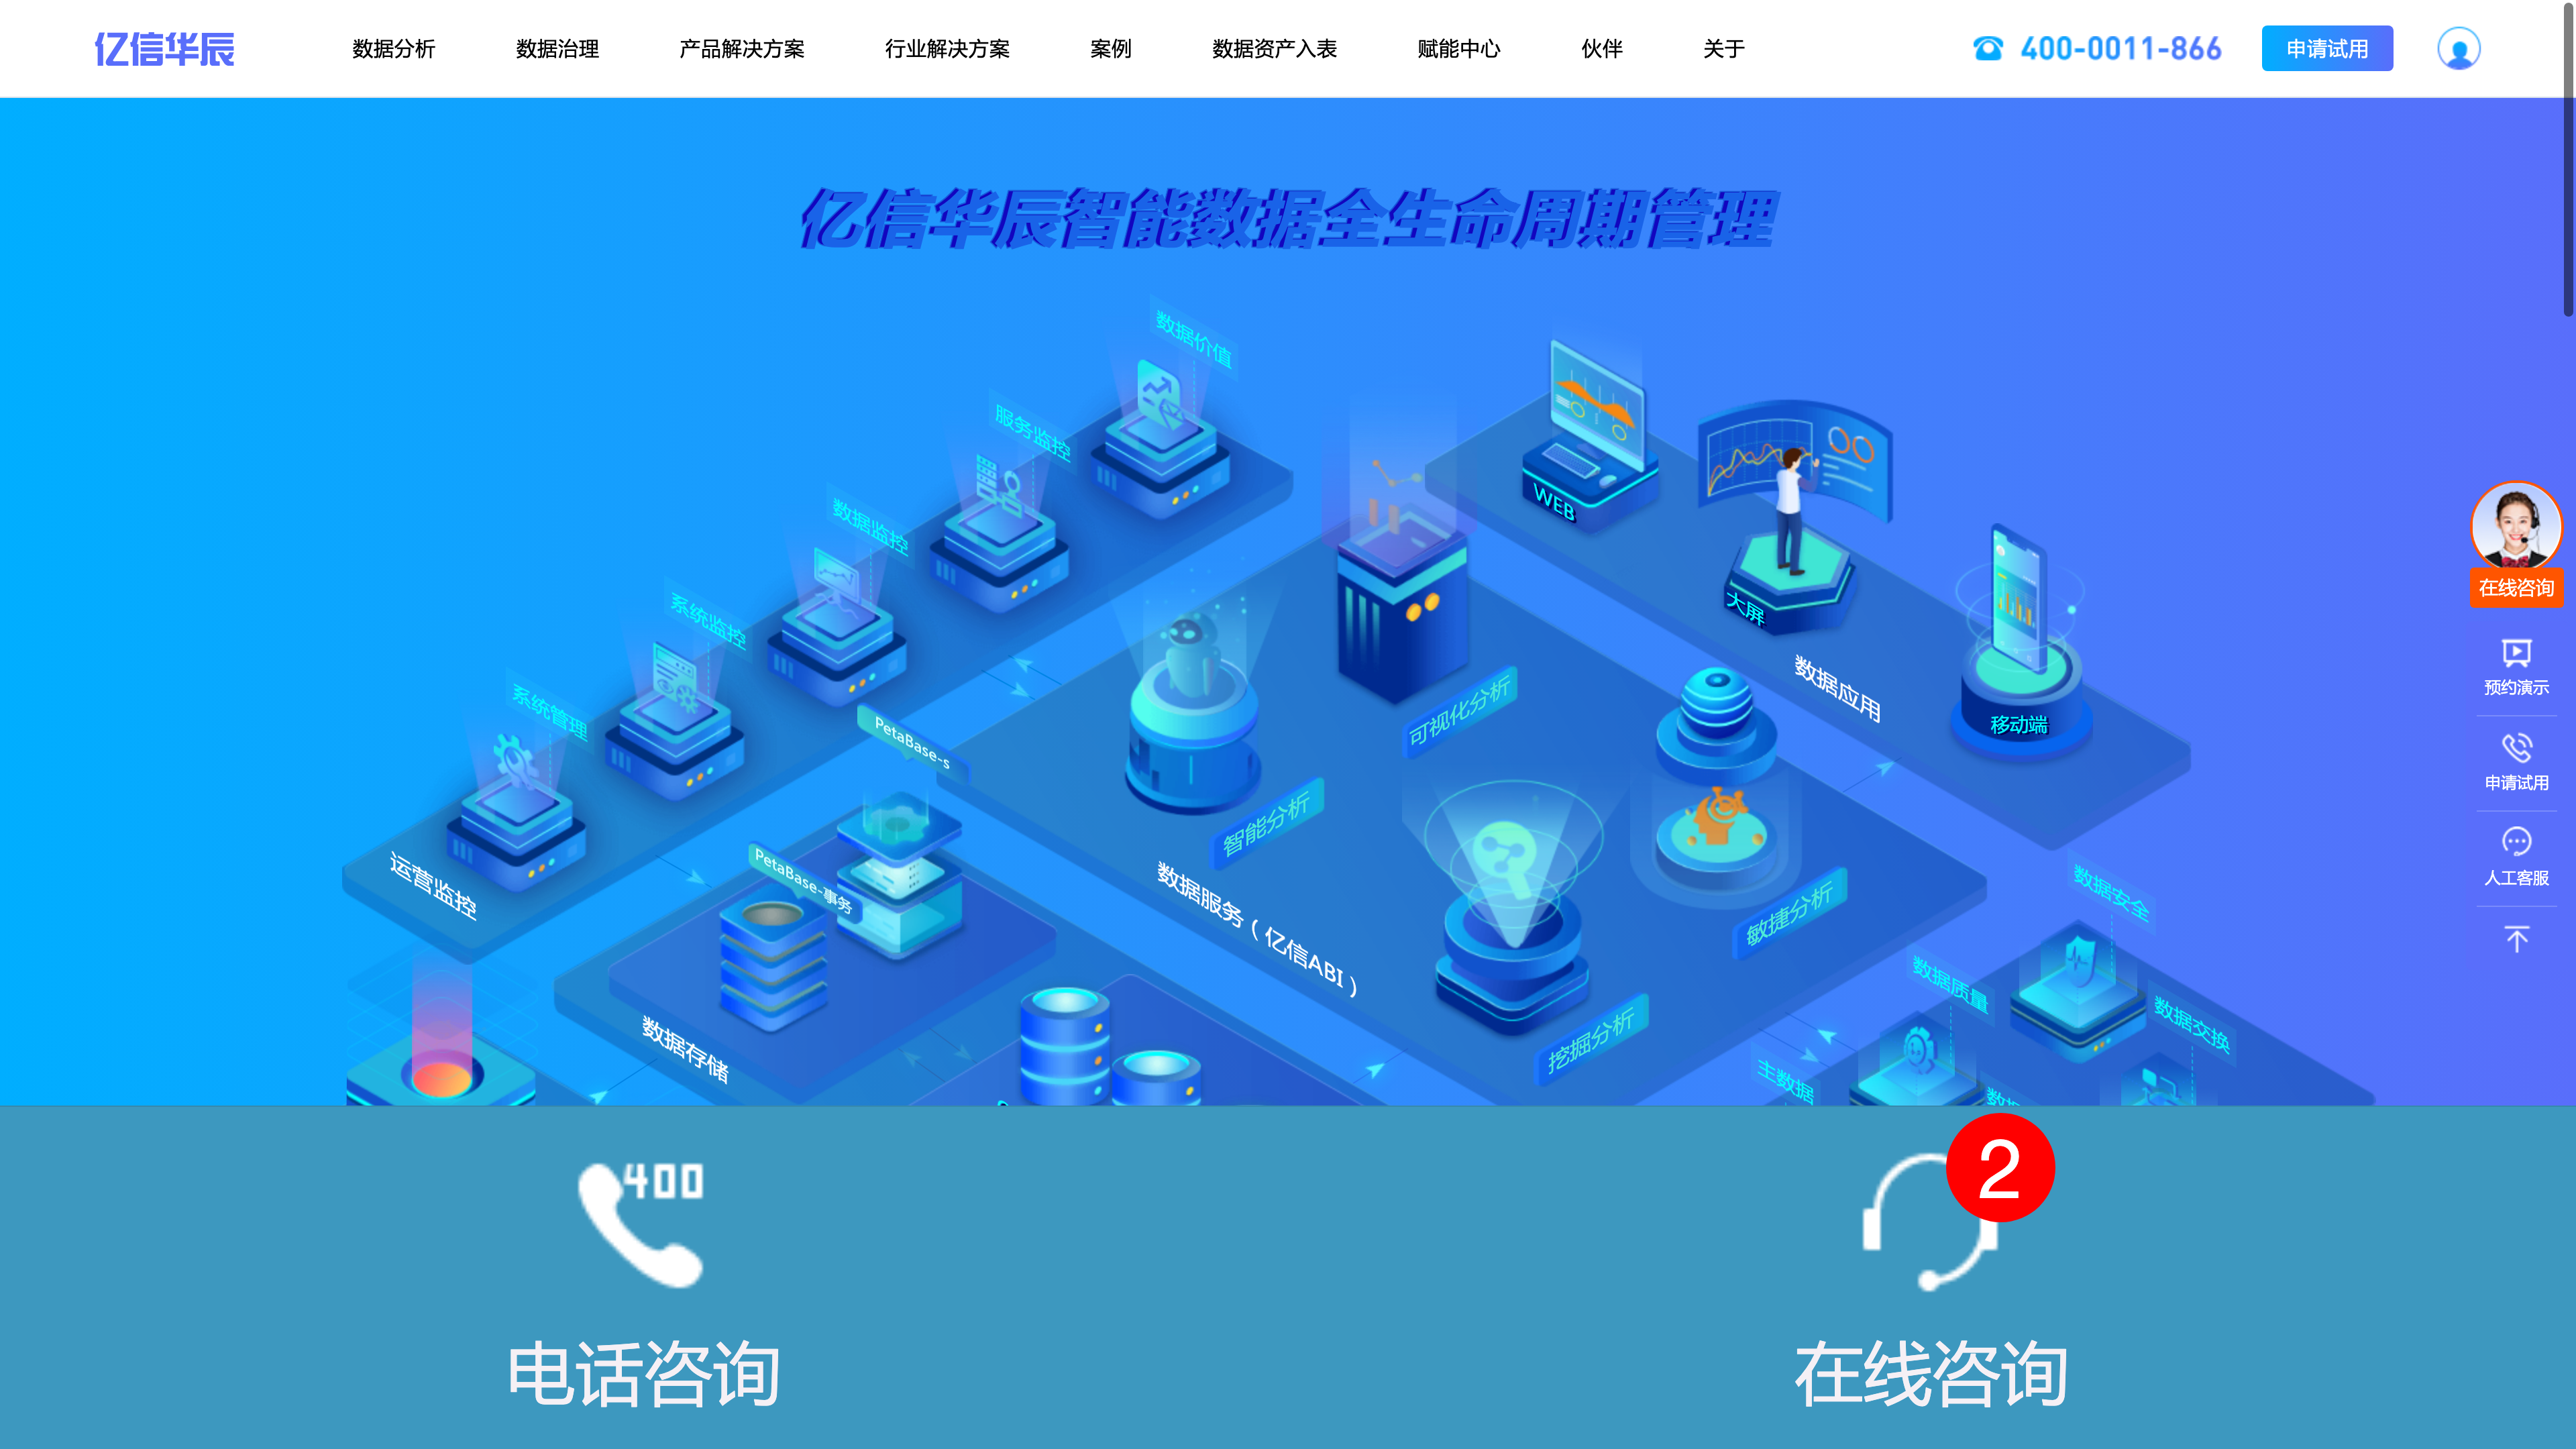 亿信华辰
数据分析
数据治理
产品解决方案
行业解决方案
案例
数据资产入表
赋能中心
伙伴
关于
400-0011-866
申请试用
亿信华辰智能数据全生命周期管理
数据价值
服务监控
数据监控
系统监控
系统管理
运营监控
WEB
大屏
移动端
数据应用
可视化分析
智能分析
敏捷分析
挖掘分析
数据服务（亿信ABI）
PetaBase-s
PetaBase-事务
数据存储
数据安全
数据质量
数据交换
主数据
在线咨询
预约演示
申请试用
人工客服
400
电话咨询
2
在线咨询